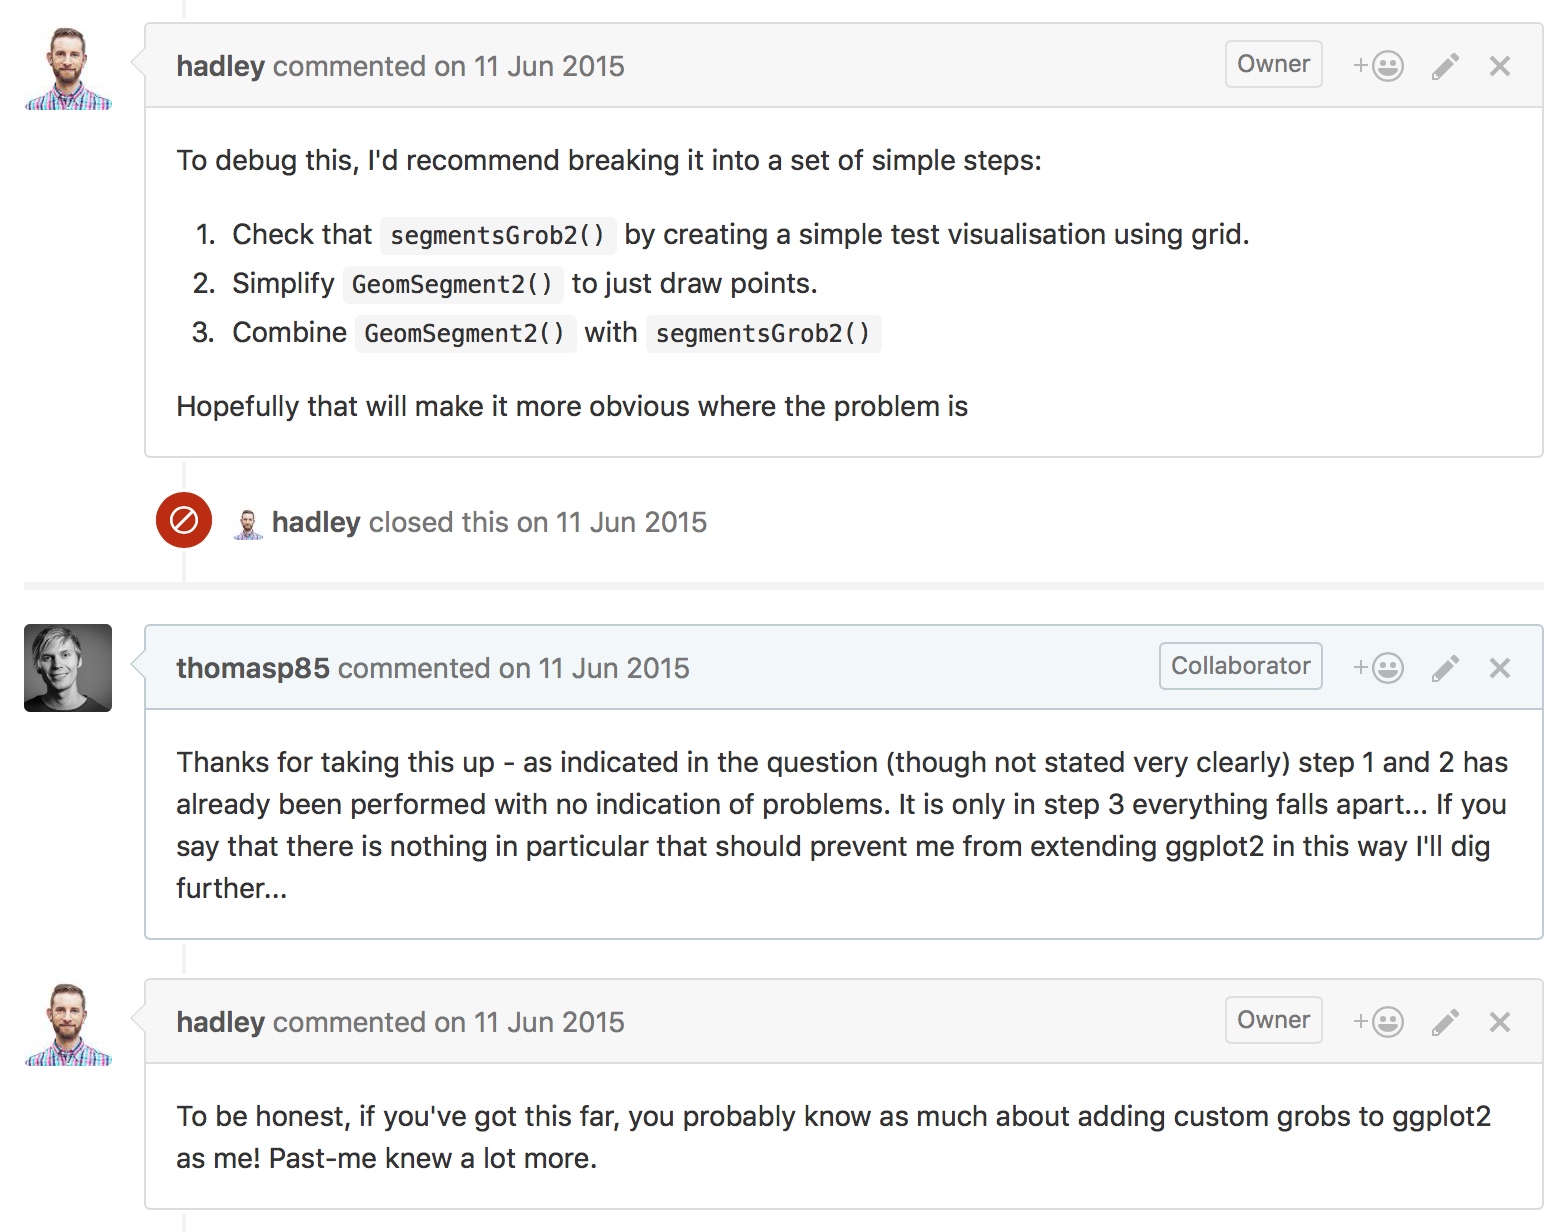 hadley commented on 11 Jun 2015 Owner
To debug this, I'd recommend breaking it into a set of simple steps:
1. Check that segmentsGrob2() by creating a simple test visualisation using grid.
2. Simplify GeomSegment2() to just draw points.
3. Combine GeomSegment2() with segmentsGrob2()
Hopefully that will make it more obvious where the problem is
hadley closed this on 11 Jun 2015
thomasp85 commented on 11 Jun 2015 Collaborator
Thanks for taking this up - as indicated in the question (though not stated very clearly) step 1 and 2 has
already been performed with no indication of problems. It is only in step 3 everything falls apart... If you
say that there is nothing in particular that should prevent me from extending ggplot2 in this way I'll dig
further...
hadley commented on 11 Jun 2015 Owner
To be honest, if you've got this far, you probably know as much about adding custom grobs to ggplot2
as me! Past-me knew a lot more.